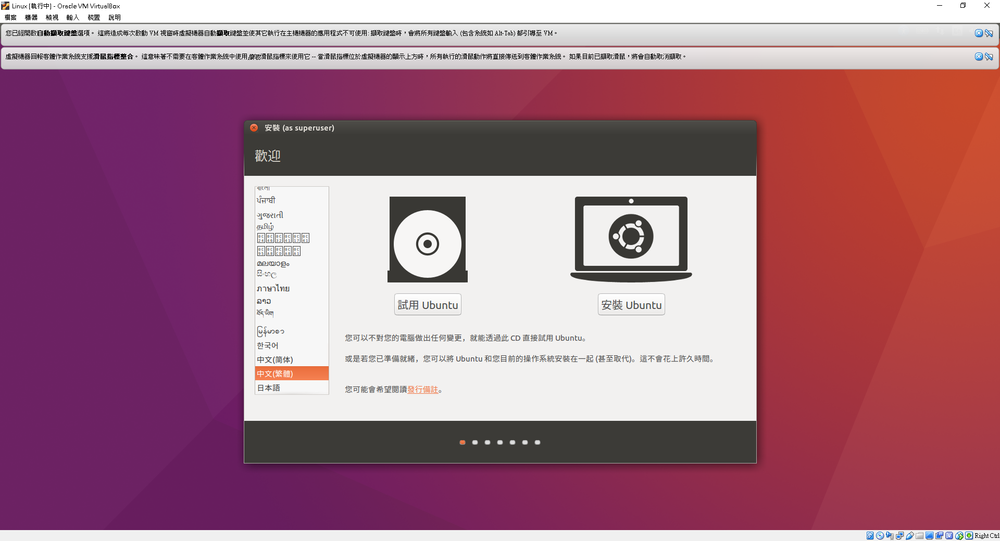 Linux [執行中] - Oracle VM VirtualBox
檔案 機器 檢視 輸入 裝置 說明
您已經開啟自動擷取鍵盤選項。 這將造成每次啟動 VM 視窗時虛擬機器自動擷取鍵盤並使其它執行在主機機器的應用程式不可使用: 擷取鍵盤時，會將所有鍵盤輸入 (包含系統如 Alt-Tab) 都引導至 VM。
虛擬機器回報客體作業系統支援滑鼠指標整合。 這意味著不需要在客體作業系統中使用擷取滑鼠指標來使用它 -- 當滑鼠指標位於虛擬機器的顯示上方時，所有執行的滑鼠動作將直接傳送到客體作業系統。 如果目前已擷取滑鼠，將會自動取消擷取。
安裝 (as superuser)
歡迎
বাংলা
ਪੰਜਾਬੀ
ગુજરાતી
தமிழ்
മലയാളം
සිංහල
ภาษาไทย
ລາວ
བོད་ཡིག
မြန်မာစာ
한국어
中文(简体)
中文(繁體)
日本語
試用 Ubuntu
安裝 Ubuntu
您可以不對您的電腦做出任何變更，就能透過此 CD 直接試用 Ubuntu。
或是若您已準備就緒，您可以將 Ubuntu 和您目前的操作系統安裝在一起 (甚至取代)。這不會花上許久時間。
您可能會希望閱讀發行備註。
Right Ctrl